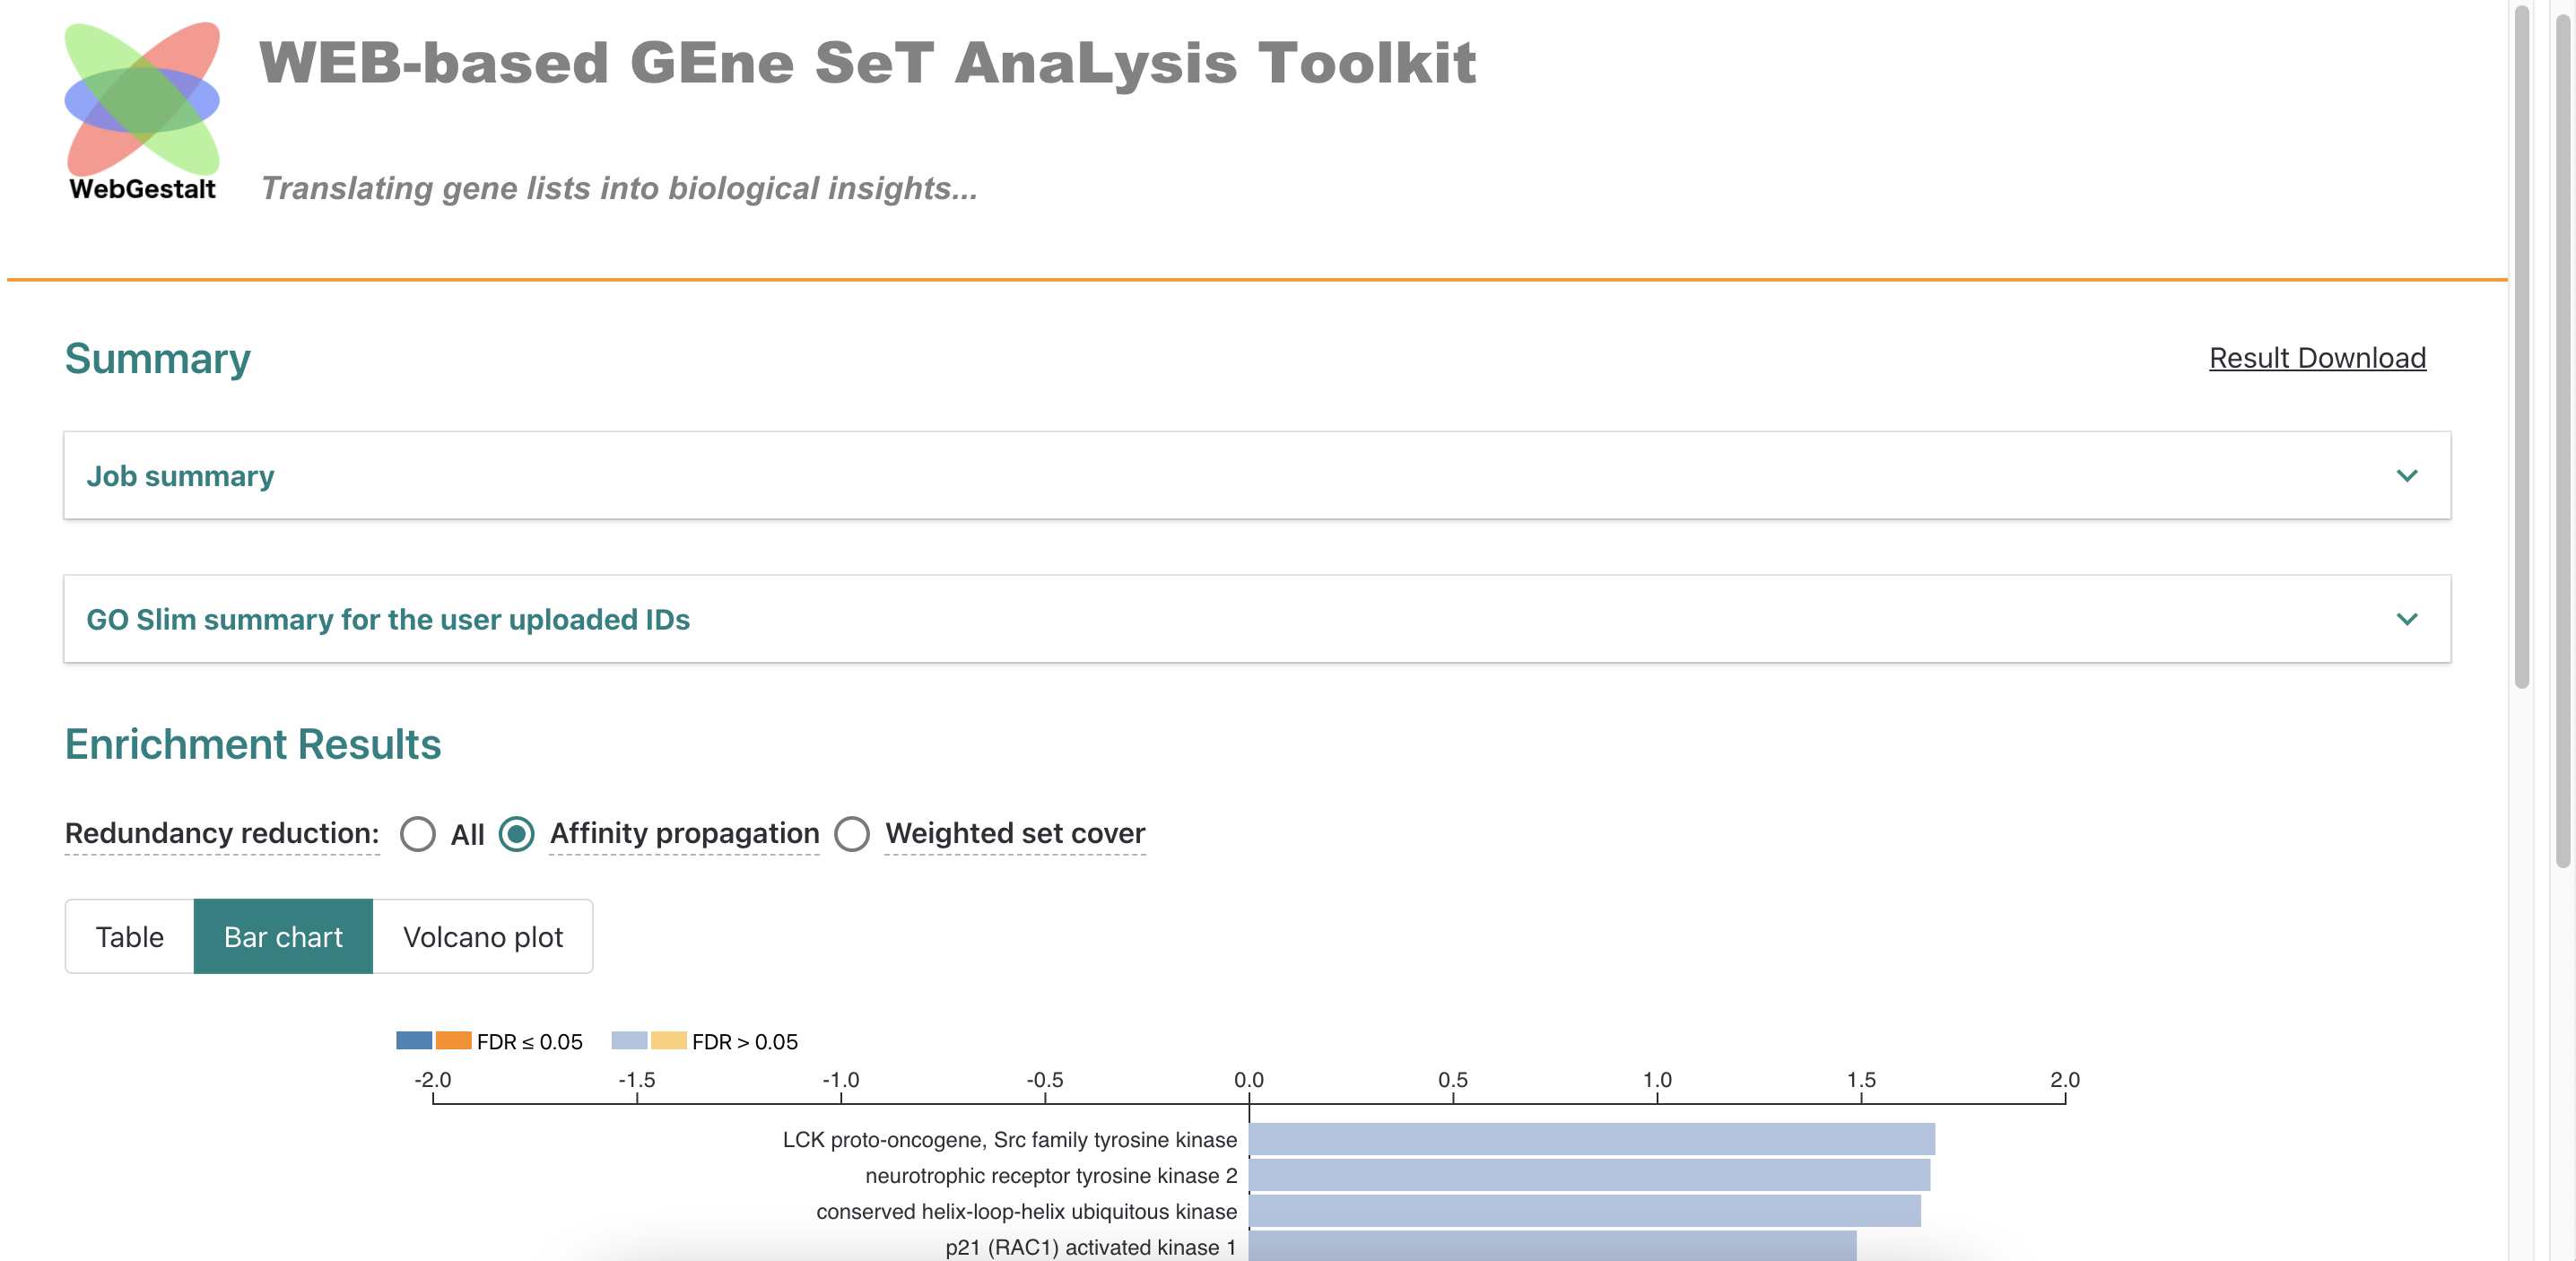 WEB-based GEne SeT AnaLysis Toolkit
WebGestalt
Translating gene lists into biological insights...
Summary
Result Download
Job summary
GO Slim summary for the user uploaded IDs
Enrichment Results
Redundancy reduction: All Affinity propagation Weighted set cover
Table Bar chart Volcano plot
FDR ≤ 0.05 FDR > 0.05
-2.0 -1.5 -1.0 -0.5 0.0 0.5 1.0 1.5 2.0
LCK proto-oncogene, Src family tyrosine kinase
neurotrophic receptor tyrosine kinase 2
conserved helix-loop-helix ubiquitous kinase
p21 (RAC1) activated kinase 1